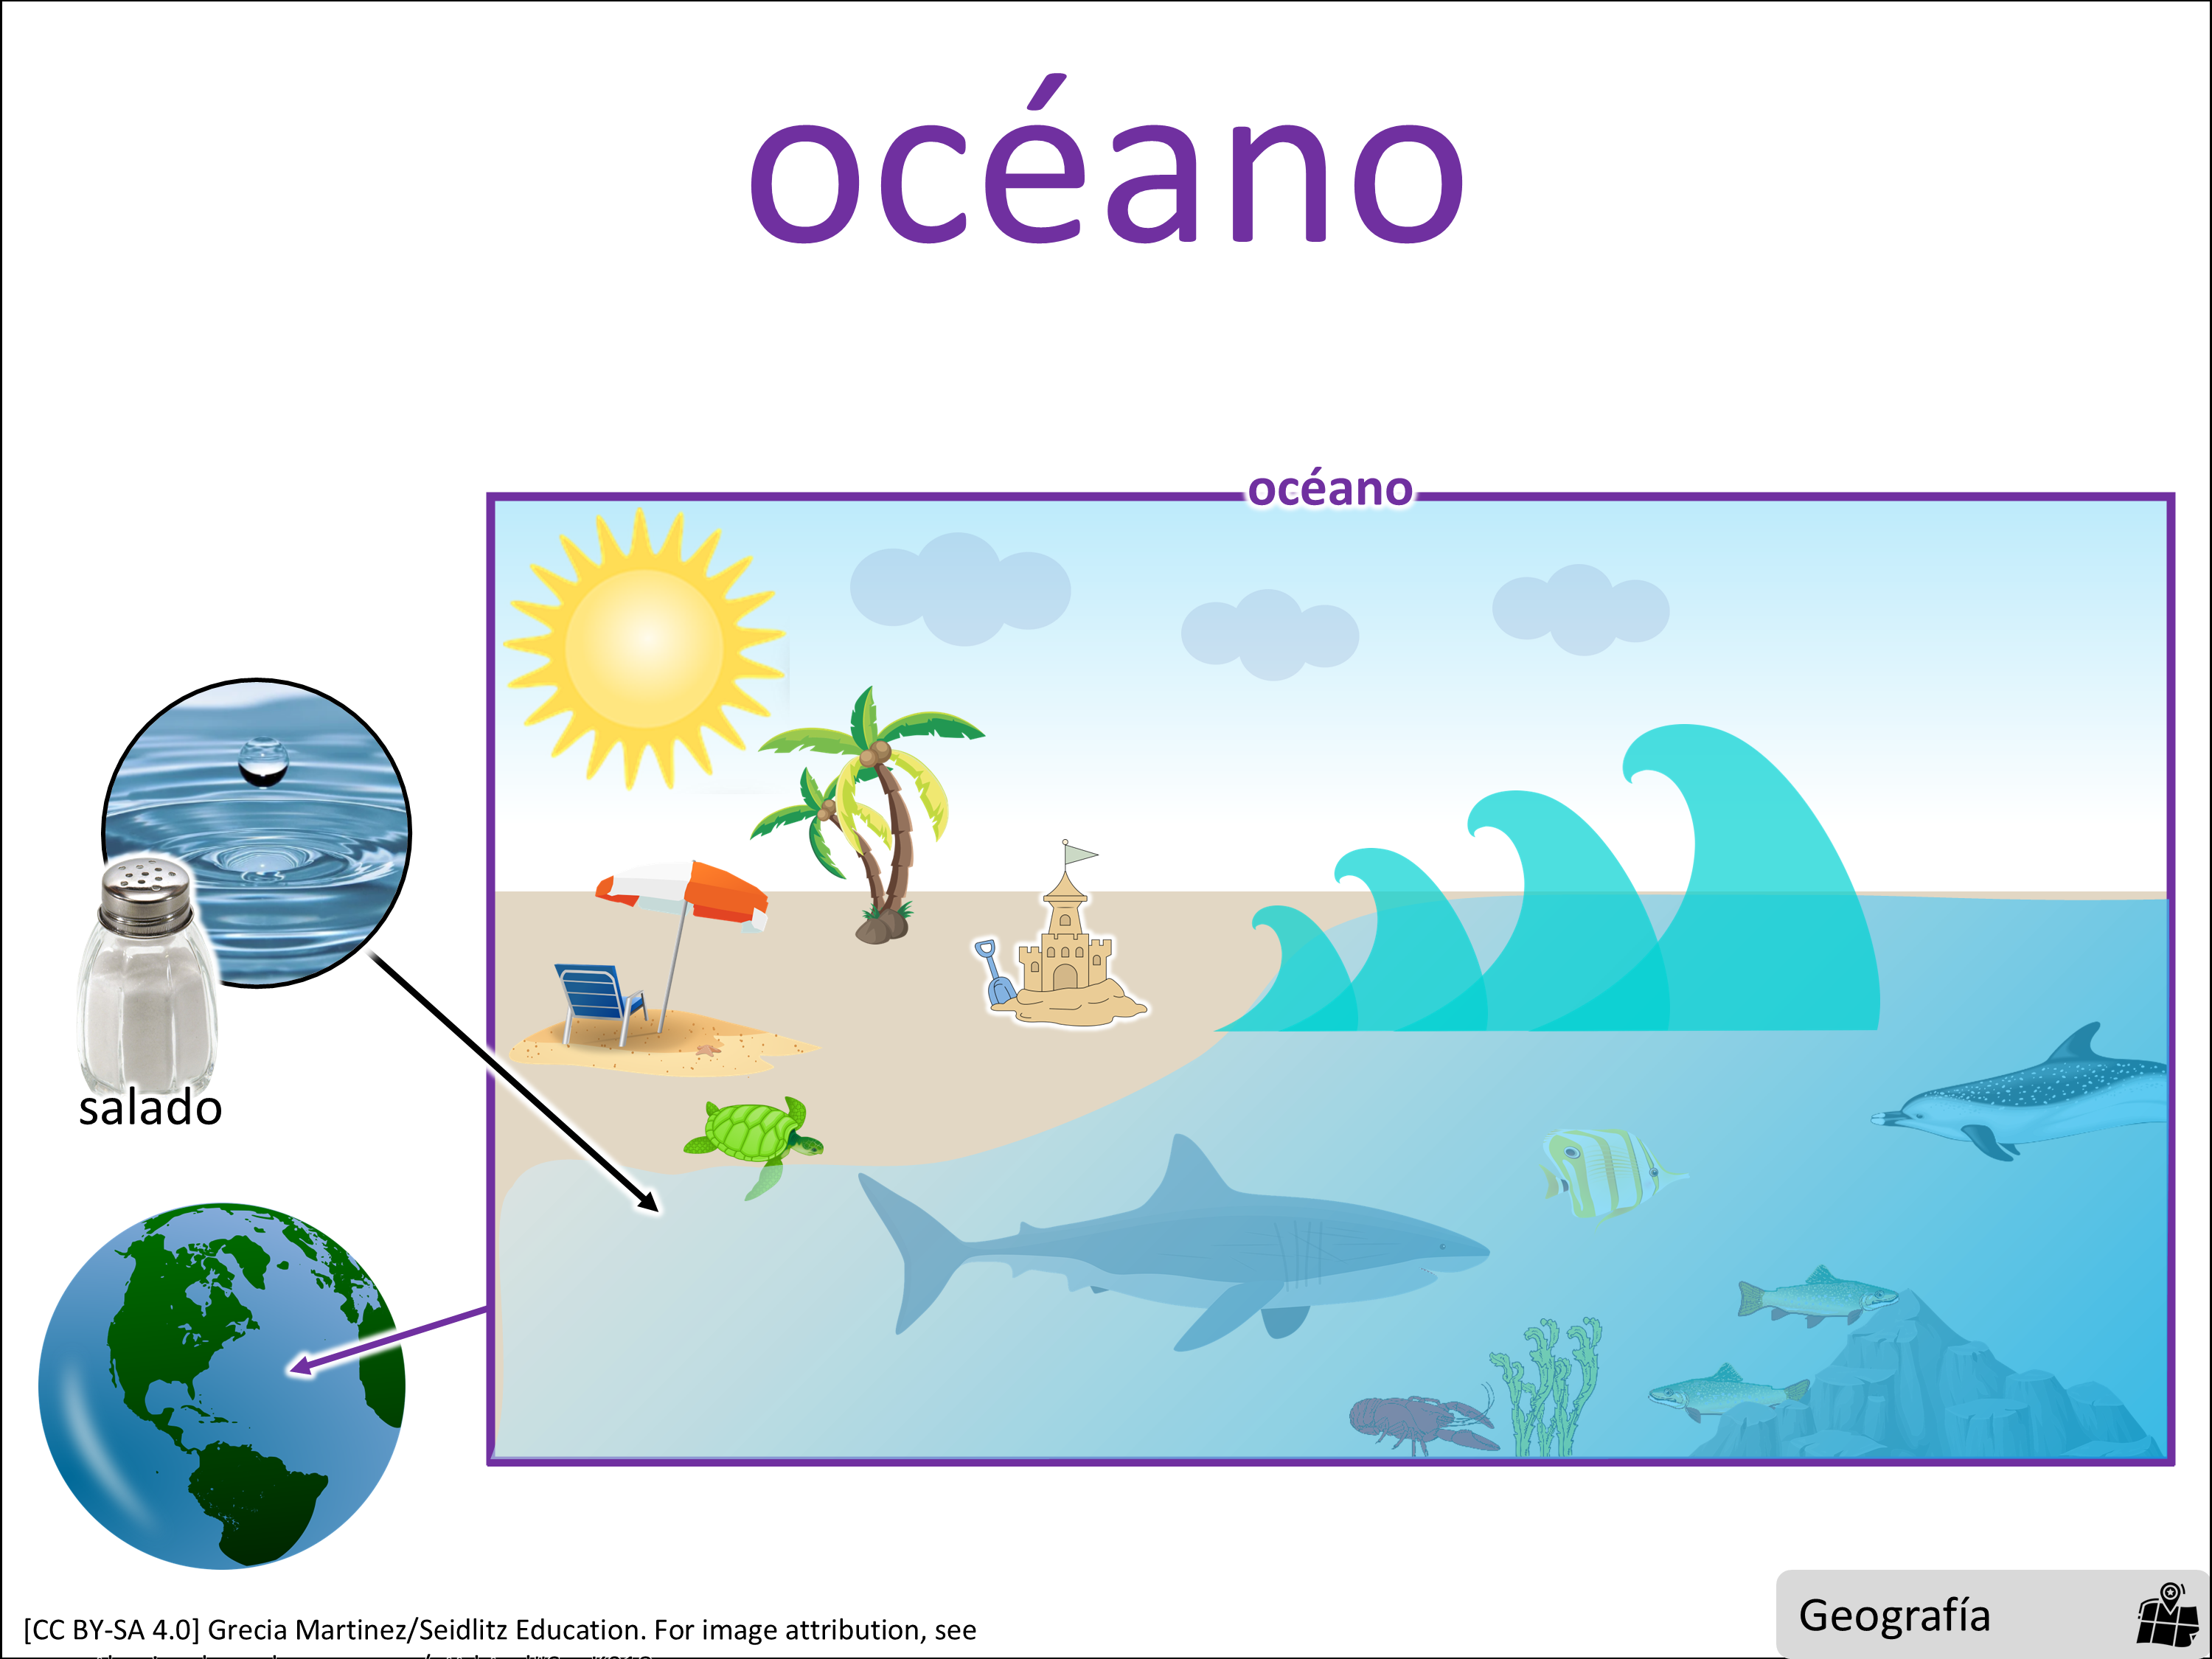 océano
océano
salado
Geografía
[CC BY-SA 4.0] Grecia Martinez/Seidlitz Education. For image attribution, see